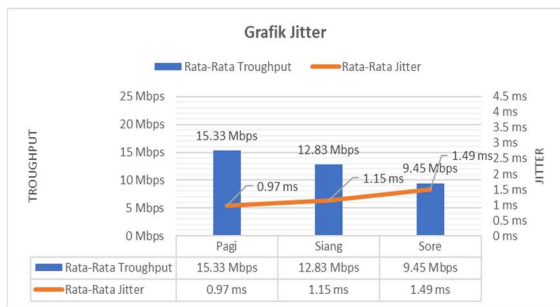 Grafik Jitter
Rata-Rata Troughput Rata-Rata Jitter
TROUGHPUT
25 Mbps
20 Mbps
15 Mbps
10 Mbps
5 Mbps
0 Mbps
15.33 Mbps
12.83 Mbps
9.45 Mbps
0.97 ms
1.15 ms
1.49 ms
4.5 ms
4 ms
3.5 ms
3 ms
2.5 ms
2 ms
1.5 ms
1 ms
0.5 ms
0 ms
JITTER
Pagi Siang Sore
Rata-Rata Troughput 15.33 Mbps 12.83 Mbps 9.45 Mbps
Rata-Rata Jitter 0.97 ms 1.15 ms 1.49 ms